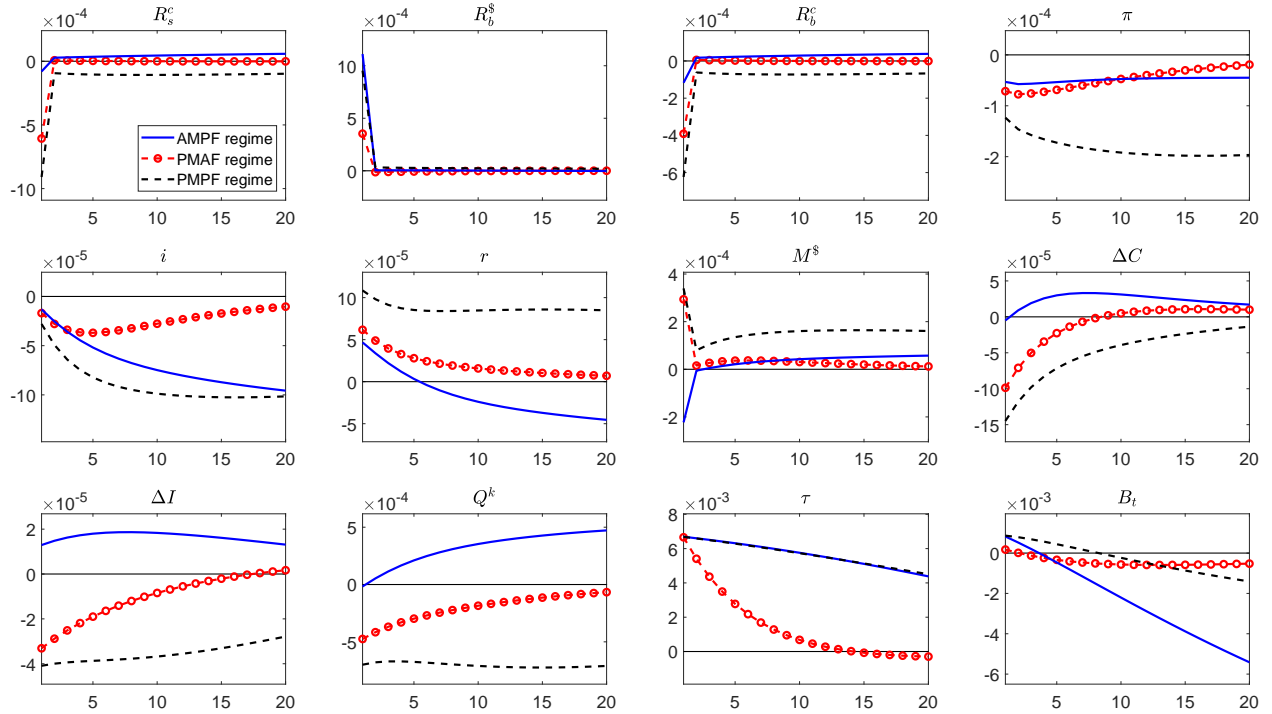 R_s^c R_b^$ R_b^c π
×10^-4 ×10^-4 ×10^-4 ×10^-4
0 -5 -10
AMPF regime
PMAF regime
PMPF regime
5 10 15 20
10 5 0
5 10 15 20
0 -2 -4 -6
5 10 15 20
0 -1 -2
5 10 15 20
i r M^$ ΔC
×10^-5 ×10^-5 ×10^-4 ×10^-5
0 -5 -10
5 10 15 20
10 5 0 -5
5 10 15 20
4 2 0 -2
5 10 15 20
5 0 -5 -10 -15
5 10 15 20
ΔI Q^k τ B_t
×10^-5 ×10^-4 ×10^-3 ×10^-3
2 0 -2 -4
5 10 15 20
5 0 -5
5 10 15 20
8 6 4 2 0
5 10 15 20
0 -2 -4 -6
5 10 15 20